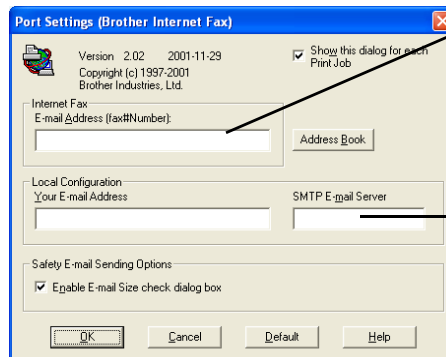 Port Settings (Brother Internet Fax)
Version 2.02 2001-11-29
Copyright (c) 1997-2001
Brother Industries, Ltd.
Show this dialog for each
Print Job
Internet Fax
E-mail Address (fax#Number):
Address Book
Local Configuration
Your E-mail Address
SMTP E-mail Server
Safety E-mail Sending Options
Enable E-mail Size check dialog box
OK
Cancel
Default
Help